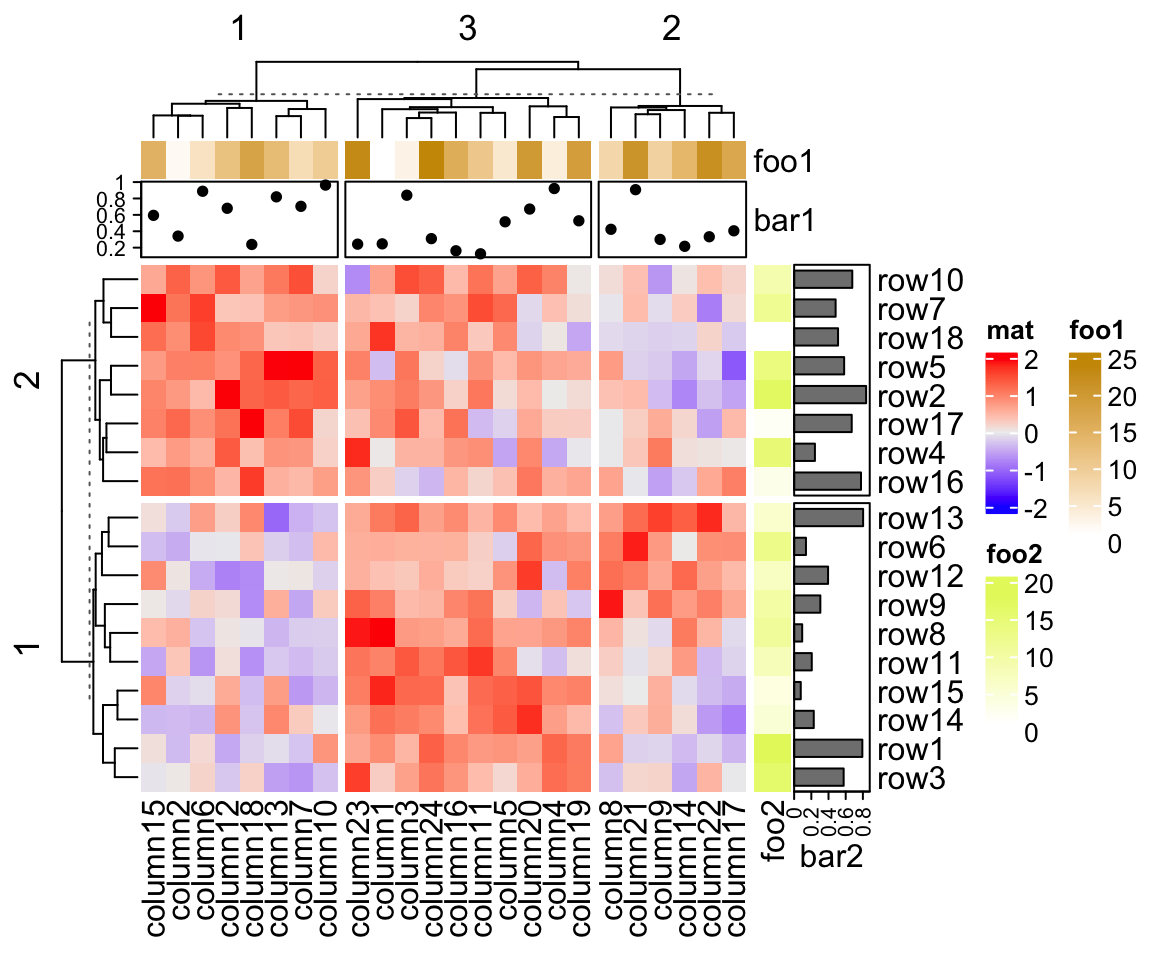 1 3 2
foo1
1
0.8
0.6
0.4
0.2
bar1
2
1
row10
row7
row18
row5
row2
row17
row4
row16
row13
row6
row12
row9
row8
row11
row15
row14
row1
row3
column15
column2
column6
column12
column18
column13
column7
column10
column23
column1
column3
column24
column16
column11
column5
column20
column4
column19
column8
column21
column9
column14
column22
column17
foo2
0
0.2
0.4
0.6
0.8
bar2
mat
2
1
0
-1
-2
foo1
25
20
15
10
5
0
foo2
20
15
10
5
0